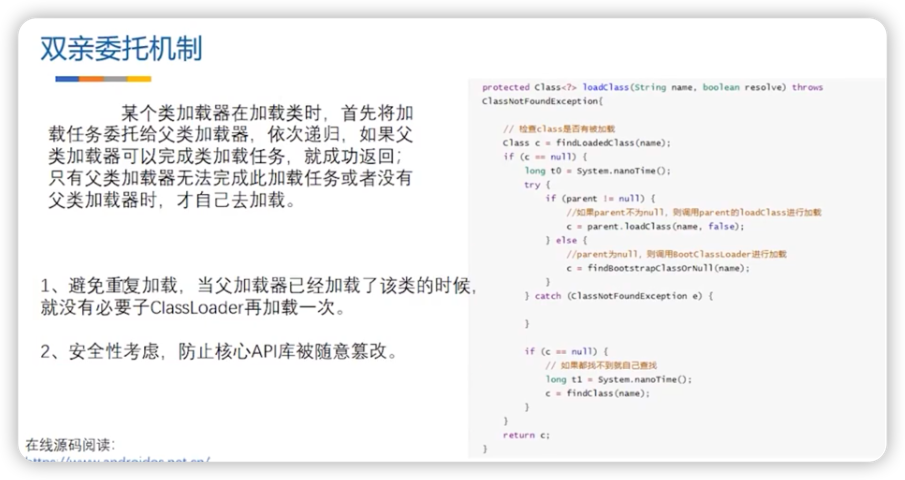 双亲委托机制
某个类加载器在加载类时，首先将加
载任务委托给父类加载器，依次递归，如果父
类加载器可以完成类加载任务，就成功返回；
只有父类加载器无法完成此加载任务或者没有
父类加载器时，才自己去加载。
1、避免重复加载，当父加载器已经加载了该类的时候，
就没有必要子ClassLoader再加载一次。
2、安全性考虑，防止核心API库被随意篡改。
在线源码阅读：
protected Class<?> loadClass(String name, boolean resolve) throws
ClassNotFoundException{
// 检查class是否有被加载
Class c = findLoadedClass(name);
if (c == null) {
long t0 = System.nanoTime();
try {
if (parent != null) {
//如果parent不为null，则调用parent的loadClass进行加载
c = parent.loadClass(name, false);
} else {
//parent为null，则调用BootClassLoader进行加载
c = findBootstrapClassOrNull(name);
}
} catch (ClassNotFoundException e) {
}
if (c == null) {
// 如果都找不到就自己查找
long t1 = System.nanoTime();
c = findClass(name);
}
}
return c;
}